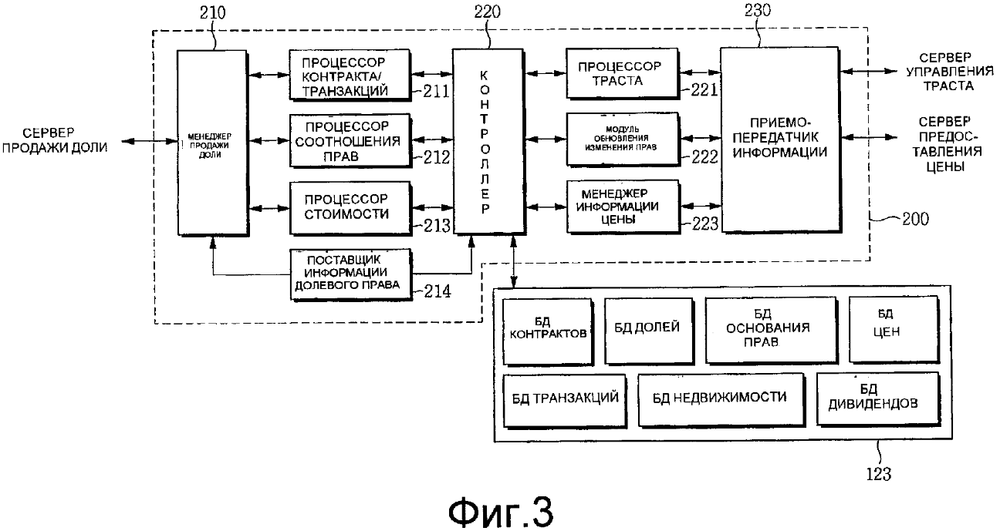 210
220
230
СЕРВЕР
ПРОДАЖИ ДОЛИ
МЕНЕДЖЕР
ПРОДАЖИ
ДОЛИ
ПРОЦЕССОР
КОНТРАКТА/
ТРАНЗАКЦИЙ
211
ПРОЦЕССОР
СООТНОШЕНИЯ
ПРАВ
212
ПРОЦЕССОР
СТОИМОСТИ
213
ПОСТАВЩИК
ИНФОРМАЦИИ
ДОЛЕВОГО ПРАВА
214
КОНТРОЛЛЕР
ПРОЦЕССОР
ТРАСТА
221
МОДУЛЬ
ОБНОВЛЕНИЯ
ИЗМЕНЕНИЯ ПРАВ
222
МЕНЕДЖЕР
ИНФОРМАЦИИ
ЦЕНЫ
223
ПРИЕМО-
ПЕРЕДАТЧИК
ИНФОРМАЦИИ
СЕРВЕР
УПРАВЛЕНИЯ
ТРАСТА
СЕРВЕР
ПРЕДОС-
ТАВЛЕНИЯ
ЦЕНЫ
200
БД
КОНТРАКТОВ
БД ДОЛЕЙ
БД
ОСНОВАНИЯ
ПРАВ
БД
ЦЕН
БД ТРАНЗАКЦИЙ
БД НЕДВИЖИМОСТИ
БД
ДИВИДЕНДОВ
123
Фиг.3